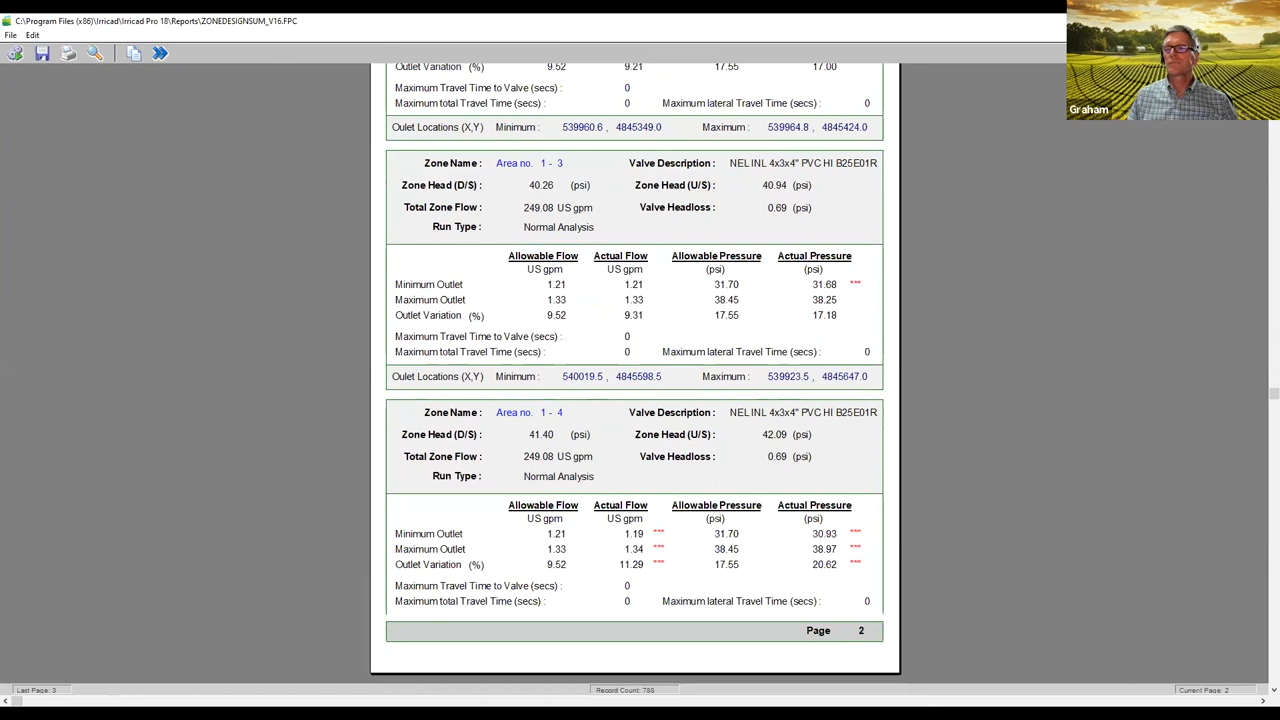 C:\Program Files (x86)\Irricad\Irricad Pro 18\Reports\ZONEDESIGNSUM_V16.FPC
File Edit
Outlet Variation (%) 9.52 9.21 17.55 17.00
Maximum Travel Time to Valve (secs) : 0
Maximum total Travel Time (secs) : 0 Maximum lateral Travel Time (secs) : 0
Oulet Locations (X,Y) Minimum : 539960.6 , 4845349.0 Maximum : 539964.8 , 4845424.0
Zone Name : Area no. 1 - 3 Valve Description : NEL INL 4x3x4" PVC HI B25E01R
Zone Head (D/S) : 40.26 (psi) Zone Head (U/S) : 40.94 (psi)
Total Zone Flow : 249.08 US gpm Valve Headloss : 0.69 (psi)
Run Type : Normal Analysis
Allowable Flow Actual Flow Allowable Pressure Actual Pressure
US gpm US gpm (psi) (psi)
Minimum Outlet 1.21 1.21 31.70 31.68 ***
Maximum Outlet 1.33 1.33 38.45 38.25
Outlet Variation (%) 9.52 9.31 17.55 17.18
Maximum Travel Time to Valve (secs) : 0
Maximum total Travel Time (secs) : 0 Maximum lateral Travel Time (secs) : 0
Oulet Locations (X,Y) Minimum : 540019.5 , 4845598.5 Maximum : 539923.5 , 4845647.0
Zone Name : Area no. 1 - 4 Valve Description : NEL INL 4x3x4" PVC HI B25E01R
Zone Head (D/S) : 41.40 (psi) Zone Head (U/S) : 42.09 (psi)
Total Zone Flow : 249.08 US gpm Valve Headloss : 0.69 (psi)
Run Type : Normal Analysis
Allowable Flow Actual Flow Allowable Pressure Actual Pressure
US gpm US gpm (psi) (psi)
Minimum Outlet 1.21 1.19 *** 31.70 30.93 ***
Maximum Outlet 1.33 1.34 *** 38.45 38.97 ***
Outlet Variation (%) 9.52 11.29 *** 17.55 20.62 ***
Maximum Travel Time to Valve (secs) : 0
Maximum total Travel Time (secs) : 0 Maximum lateral Travel Time (secs) : 0
Page 2
Last Page: 3 Record Count: 788 Current Page: 2
Graham